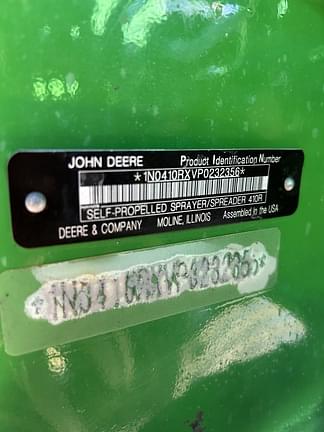 JOHN DEERE Product Identification Number
*1N0410RXVP0232356*
SELF-PROPELLED SPRAYER/SPREADER 410R
DEERE & COMPANY MOLINE, ILLINOIS Assembled in the USA